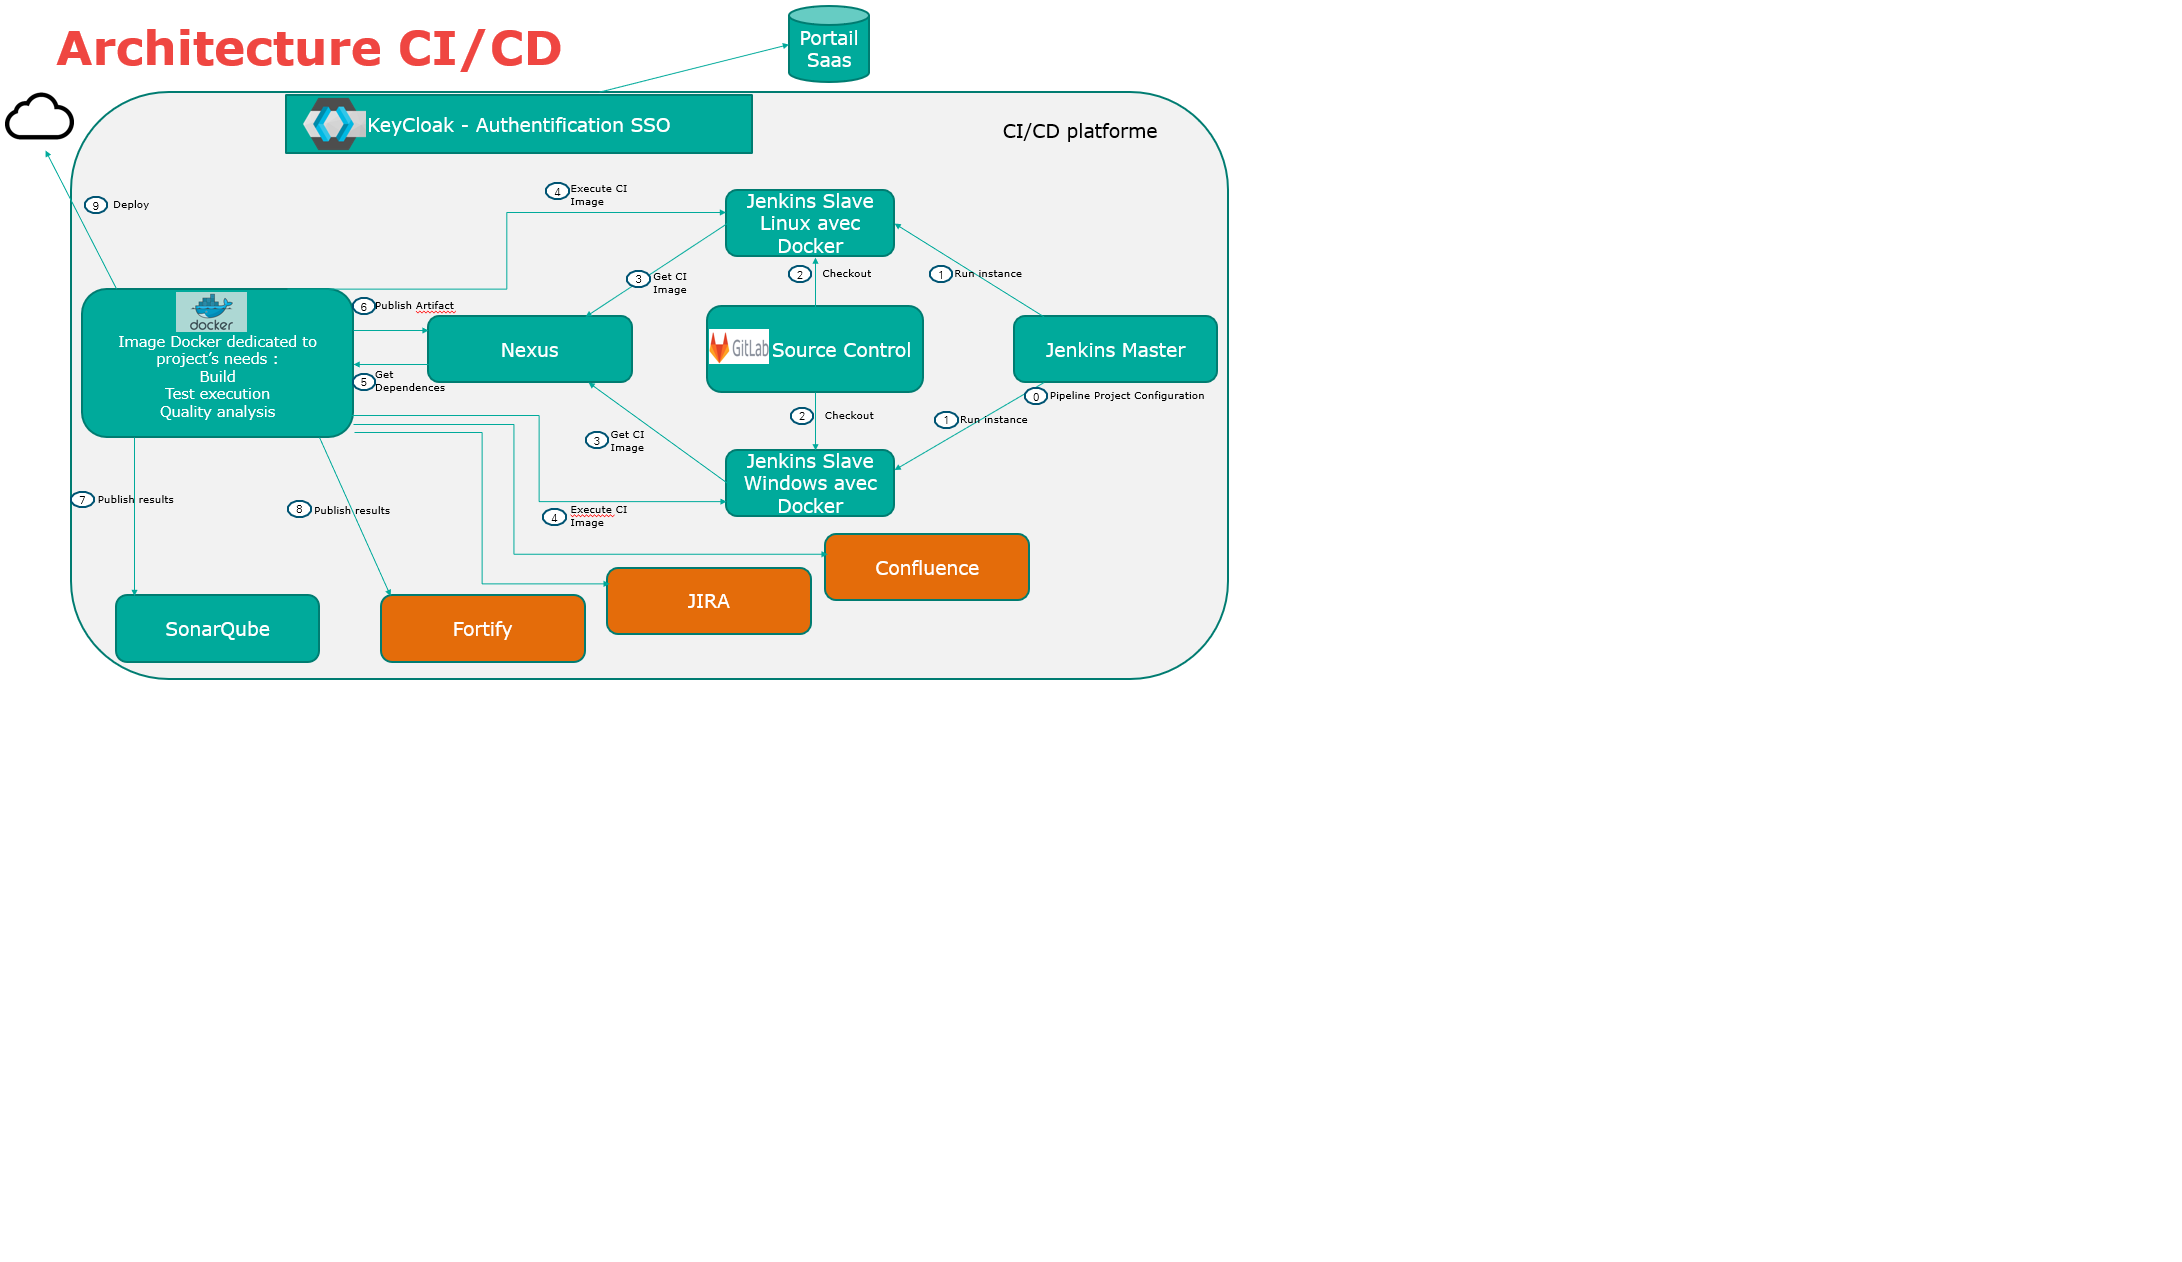 Architecture CI/CD
Portail
Saas
KeyCloak - Authentification SSO
CI/CD platforme
9 Deploy
4 Execute CI
Image
Jenkins Slave
Linux avec
Docker
3 Get CI
Image
2 Checkout
1 Run instance
docker
Image Docker dedicated to
project’s needs :
Build
Test execution
Quality analysis
6 Publish Artifact
Nexus
5 Get
Dependences
GitLab Source Control
Jenkins Master
0 Pipeline Project Configuration
3 Get CI
Image
2 Checkout
1 Run instance
Jenkins Slave
Windows avec
Docker
7 Publish results
8 Publish results
4 Execute CI
Image
Confluence
JIRA
SonarQube
Fortify